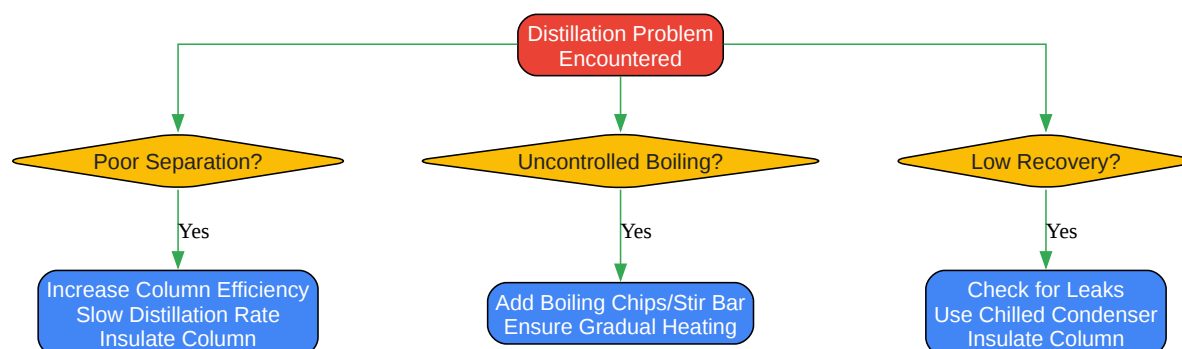 Distillation Problem
Encountered
Poor Separation?
Uncontrolled Boiling?
Low Recovery?
Yes
Yes
Yes
Increase Column Efficiency
Slow Distillation Rate
Insulate Column
Add Boiling Chips/Stir Bar
Ensure Gradual Heating
Check for Leaks
Use Chilled Condenser
Insulate Column